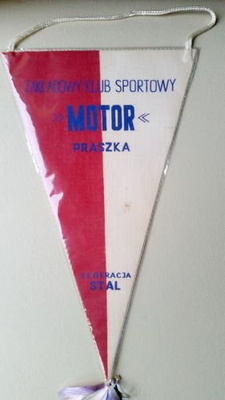 ZAKŁADOWY KLUB SPORTOWY
»MOTOR«
PRASZKA
FEDERACJA
STAL